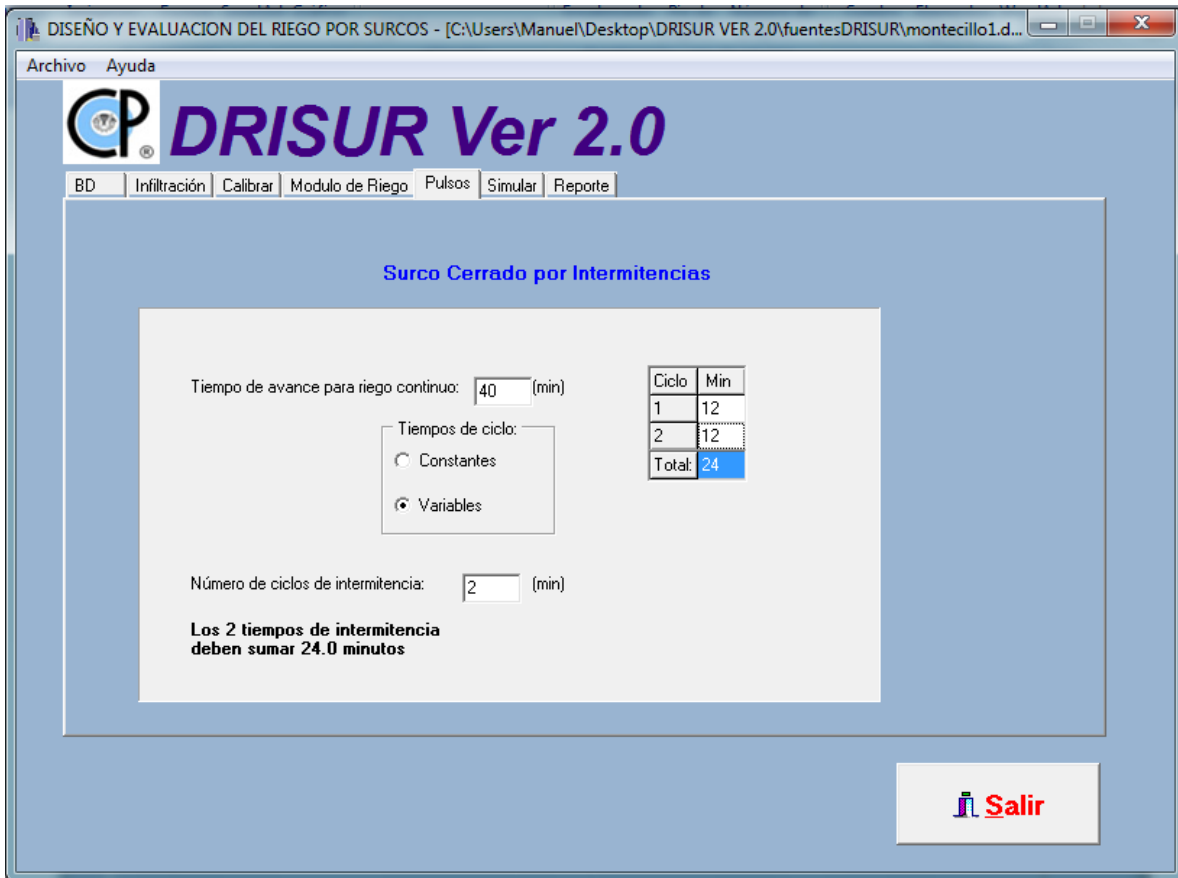 DISEÑO Y EVALUACION DEL RIEGO POR SURCOS - [C:\Users\Manuel\Desktop\DRISUR VER 2.0\fuentesDRISUR\montecillo1.d...
Archivo Ayuda
CP ® DRISUR Ver 2.0
BD Infiltración Calibrar Modulo de Riego Pulsos Simular Reporte
Surco Cerrado por Intermitencias
Tiempo de avance para riego continuo: 40 (min)
Tiempos de ciclo:
Constantes
Variables
Ciclo Min
1 12
2 12
Total: 24
Número de ciclos de intermitencia: 2 (min)
Los 2 tiempos de intermitencia
deben sumar 24.0 minutos
Salir